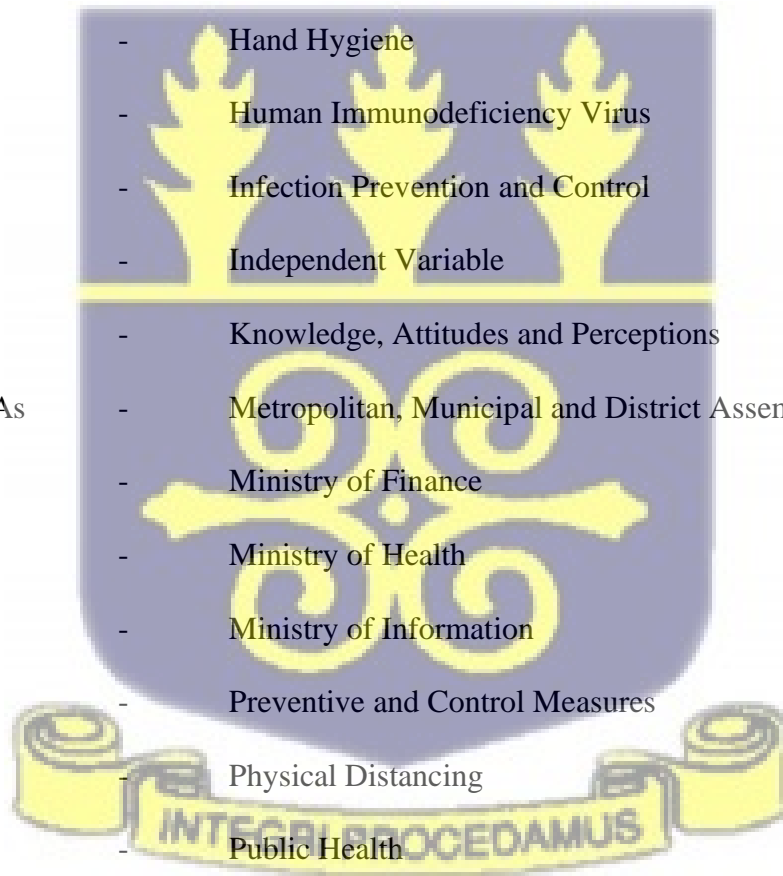 - Hand Hygiene
- Human Immunodeficiency Virus
- Infection Prevention and Control
- Independent Variable
- Knowledge, Attitudes and Perceptions
As - Metropolitan, Municipal and District Assem
- Ministry of Finance
- Ministry of Health
- Ministry of Information
- Preventive and Control Measures
- Physical Distancing
- Public Health
INTEGRI PROCEDAMUS